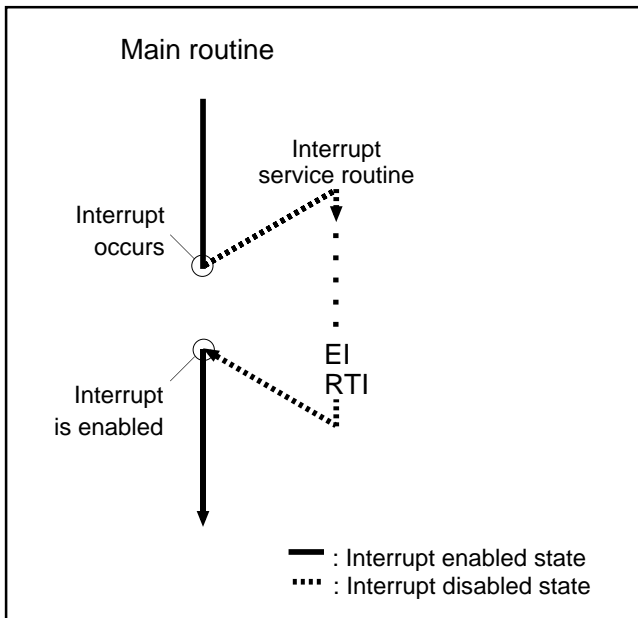 Main routine
Interrupt
service routine
Interrupt
occurs
EI
RTI
Interrupt
is enabled
: Interrupt enabled state
: Interrupt disabled state